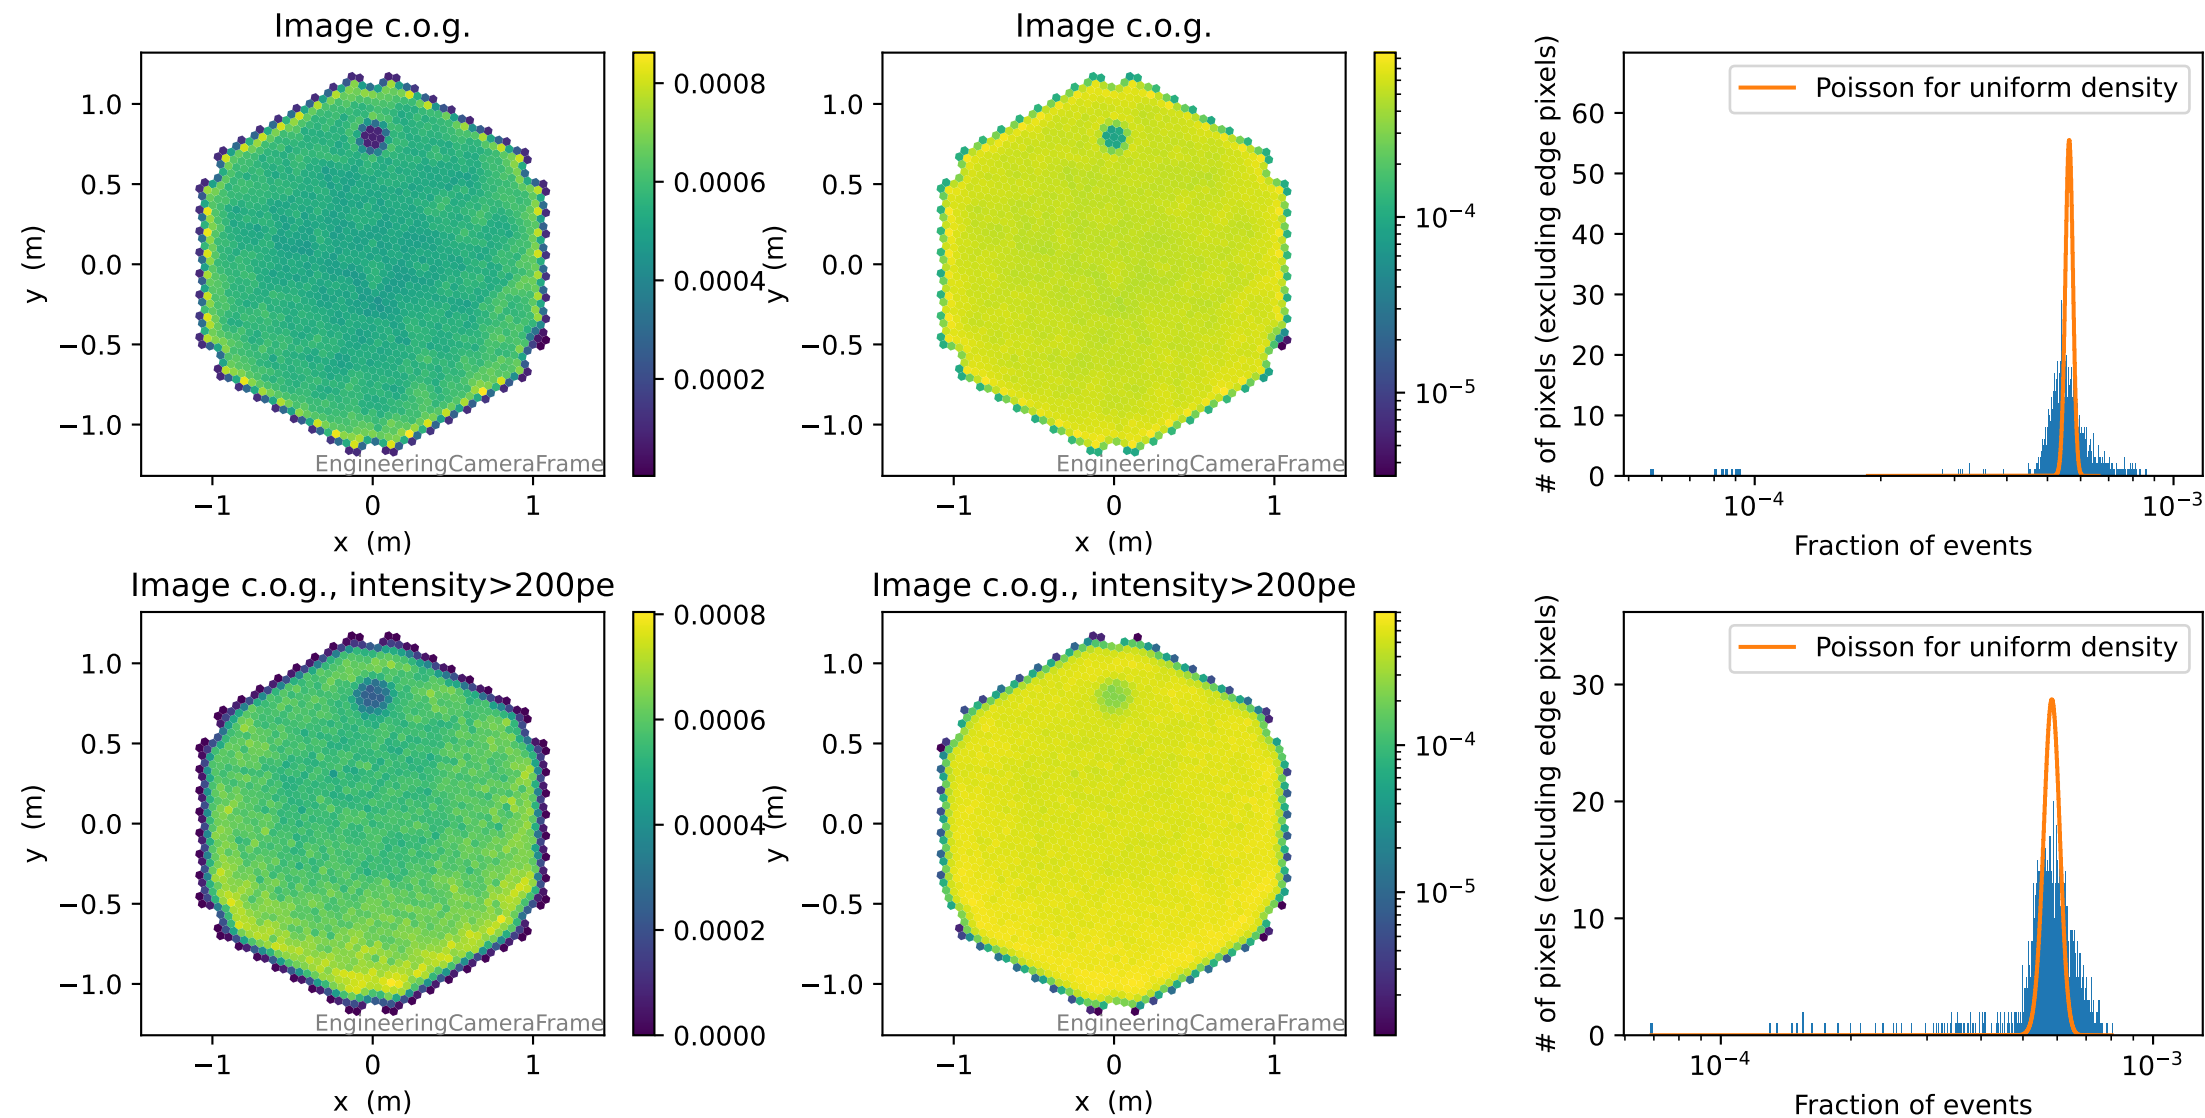 Image c.o.g.
y (m)
1.0
0.5
0.0
−0.5
−1.0
−1
0
1
x (m)
EngineeringCameraFrame
0.0008
0.0006
0.0004
0.0002
Image c.o.g.
y (m)
1.0
0.5
0.0
−0.5
−1.0
−1
0
1
x (m)
EngineeringCameraFrame
10⁻⁴
10⁻⁵
# of pixels (excluding edge pixels)
60
50
40
30
20
10
0
Poisson for uniform density
10⁻⁴
10⁻³
Fraction of events
Image c.o.g., intensity>200pe
y (m)
1.0
0.5
0.0
−0.5
−1.0
−1
0
1
x (m)
EngineeringCameraFrame
0.0008
0.0006
0.0004
0.0002
0.0000
Image c.o.g., intensity>200pe
y (m)
1.0
0.5
0.0
−0.5
−1.0
−1
0
1
x (m)
EngineeringCameraFrame
10⁻⁴
10⁻⁵
# of pixels (excluding edge pixels)
30
20
10
0
Poisson for uniform density
10⁻⁴
10⁻³
Fraction of events